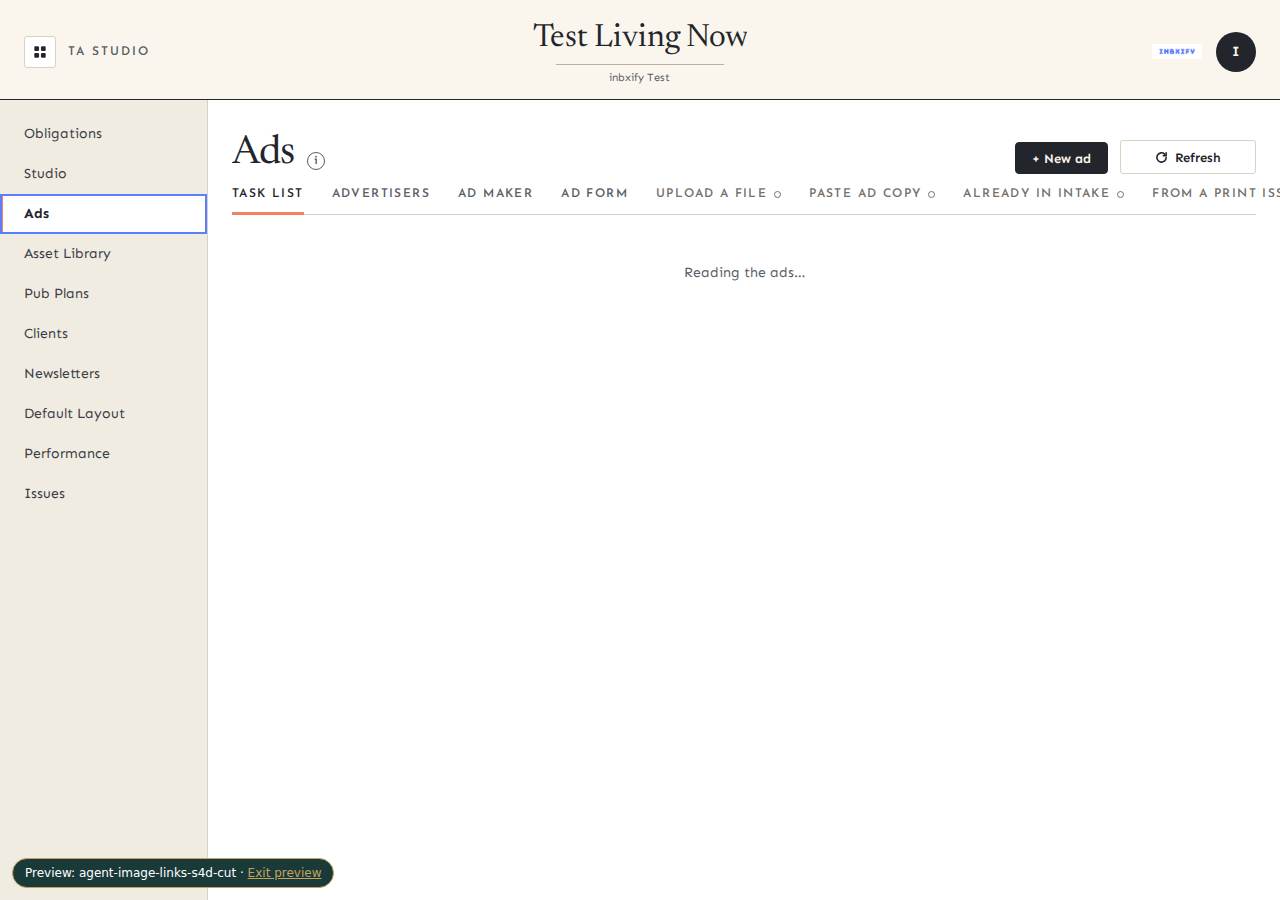 TA STUDIO
Test Living Now
inbxify Test
INBXIFY
I
Obligations
Studio
Ads
Asset Library
Pub Plans
Clients
Newsletters
Default Layout
Performance
Issues
Ads
i
+ New ad
Refresh
TASK LIST ADVERTISERS AD MAKER AD FORM UPLOAD A FILE PASTE AD COPY ALREADY IN INTAKE FROM A PRINT ISS
Reading the ads...
Preview: agent-image-links-s4d-cut · Exit preview